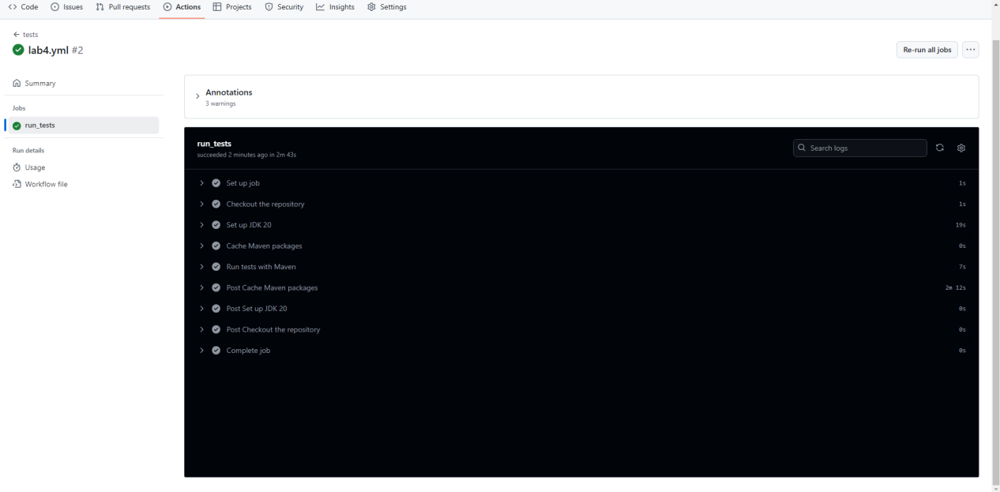 Code Issues Pull requests Actions Projects Security Insights Settings
tests
lab4.yml #2
Re-run all jobs
Summary
Jobs
run_tests
Run details
Usage
Workflow file
Annotations
3 warnings
run_tests
succeeded 2 minutes ago in 2m 43s
Search logs
Set up job 1s
Checkout the repository 1s
Set up JDK 20 19s
Cache Maven packages 0s
Run tests with Maven 7s
Post Cache Maven packages 2m 12s
Post Set up JDK 20 0s
Post Checkout the repository 0s
Complete job 0s